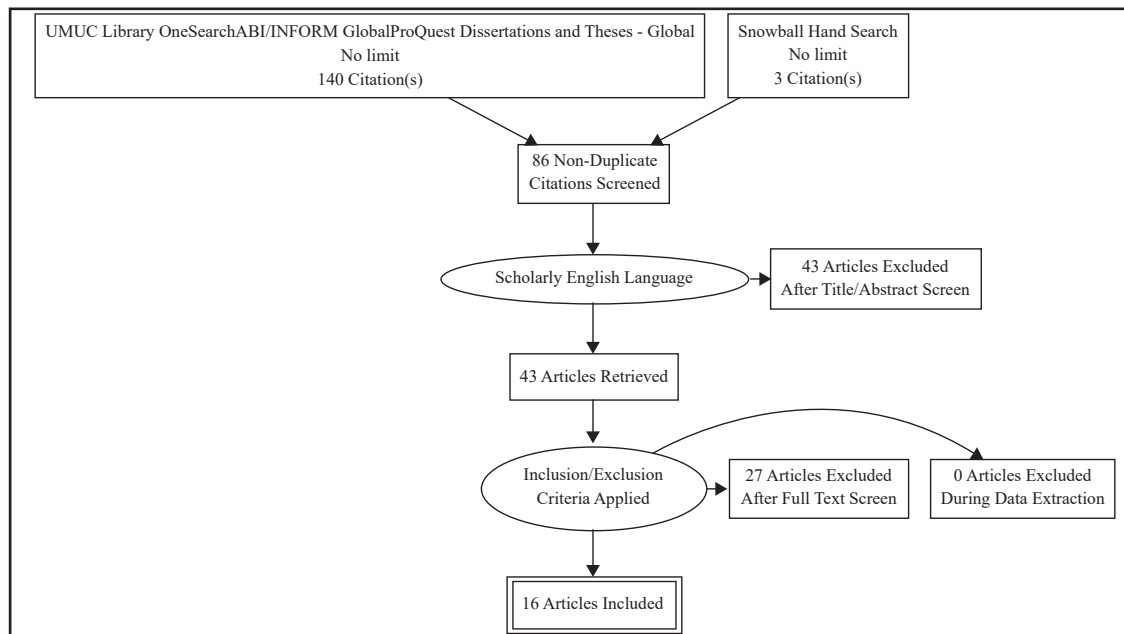 UMUC Library OneSearchABI/INFORM GlobalProQuest Dissertations and Theses - Global
No limit
140 Citation(s)
Snowball Hand Search
No limit
3 Citation(s)
86 Non-Duplicate
Citations Screened
Scholarly English Language
43 Articles Excluded
After Title/Abstract Screen
43 Articles Retrieved
Inclusion/Exclusion
Criteria Applied
27 Articles Excluded
After Full Text Screen
0 Articles Excluded
During Data Extraction
16 Articles Included